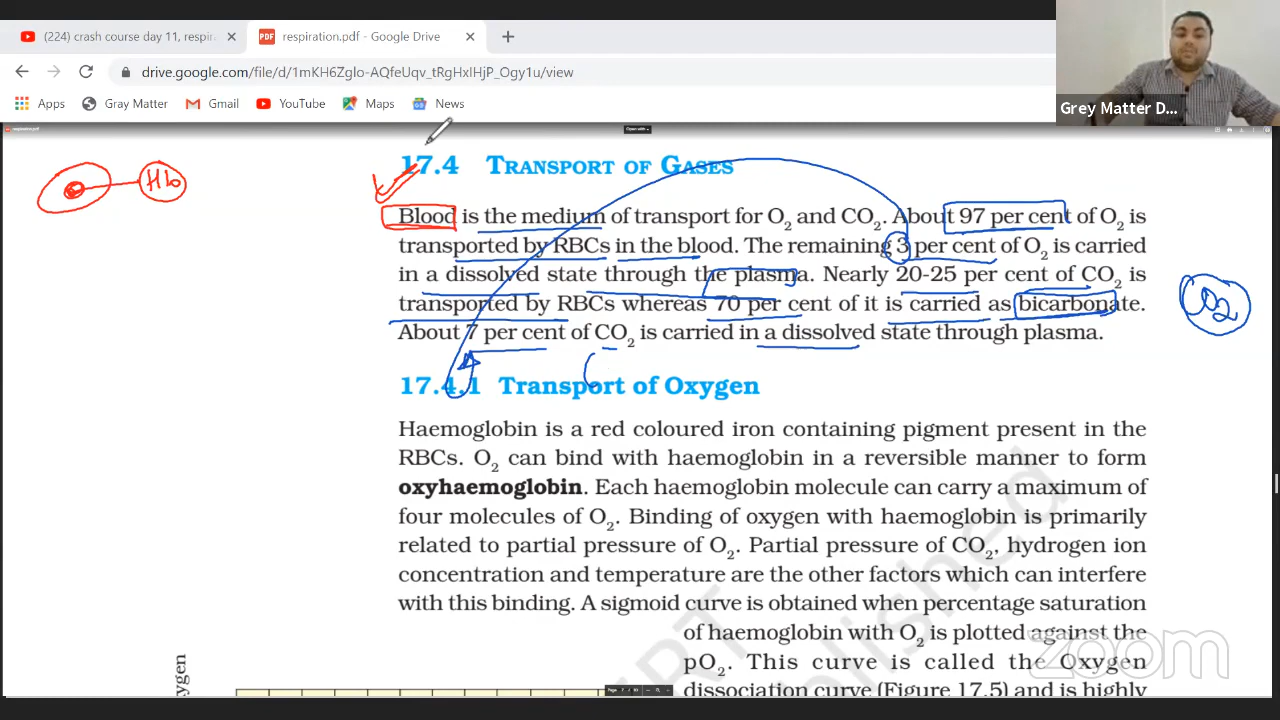 (224) crash course day 11, respir
respiration.pdf - Google Drive
drive.google.com/file/d/1mKH6Zglo-AQfeUqv_tRgHxIHjP_Ogy1u/view
Apps Gray Matter Gmail YouTube Maps News
Grey Matter D...
respiration.pdf
Open with
Hb
17.4 TRANSPORT OF GASES
Blood is the medium of transport for O2 and CO2. About 97 per cent of O2 is
transported by RBCs in the blood. The remaining 3 per cent of O2 is carried
in a dissolved state through the plasma. Nearly 20-25 per cent of CO2 is
transported by RBCs whereas 70 per cent of it is carried as bicarbonate.
About 7 per cent of CO2 is carried in a dissolved state through plasma.
CO2
17.4.1 Transport of Oxygen
Haemoglobin is a red coloured iron containing pigment present in the
RBCs. O2 can bind with haemoglobin in a reversible manner to form
oxyhaemoglobin. Each haemoglobin molecule can carry a maximum of
four molecules of O2. Binding of oxygen with haemoglobin is primarily
related to partial pressure of O2. Partial pressure of CO2, hydrogen ion
concentration and temperature are the other factors which can interfere
with this binding. A sigmoid curve is obtained when percentage saturation
of haemoglobin with O2 is plotted against the
pO2. This curve is called the Oxygen
dissociation curve (Figure 17.5) and is highly
zoom